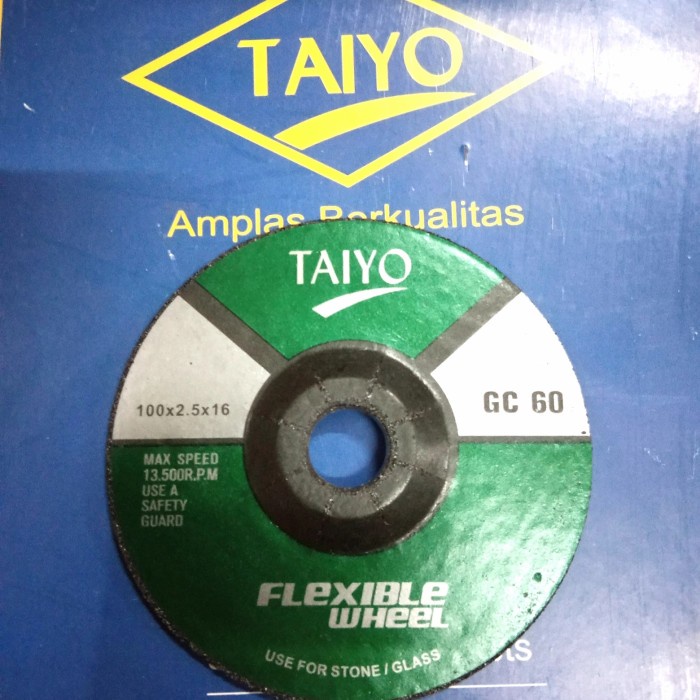 TAIYO
Amplas Berkualitas
TAIYO
100x2.5x16
GC 60
MAX SPEED
13.500R.P.M
USE A
SAFETY
GUARD
FLEXIBLE
WHEEL
USE FOR STONE / GLASS